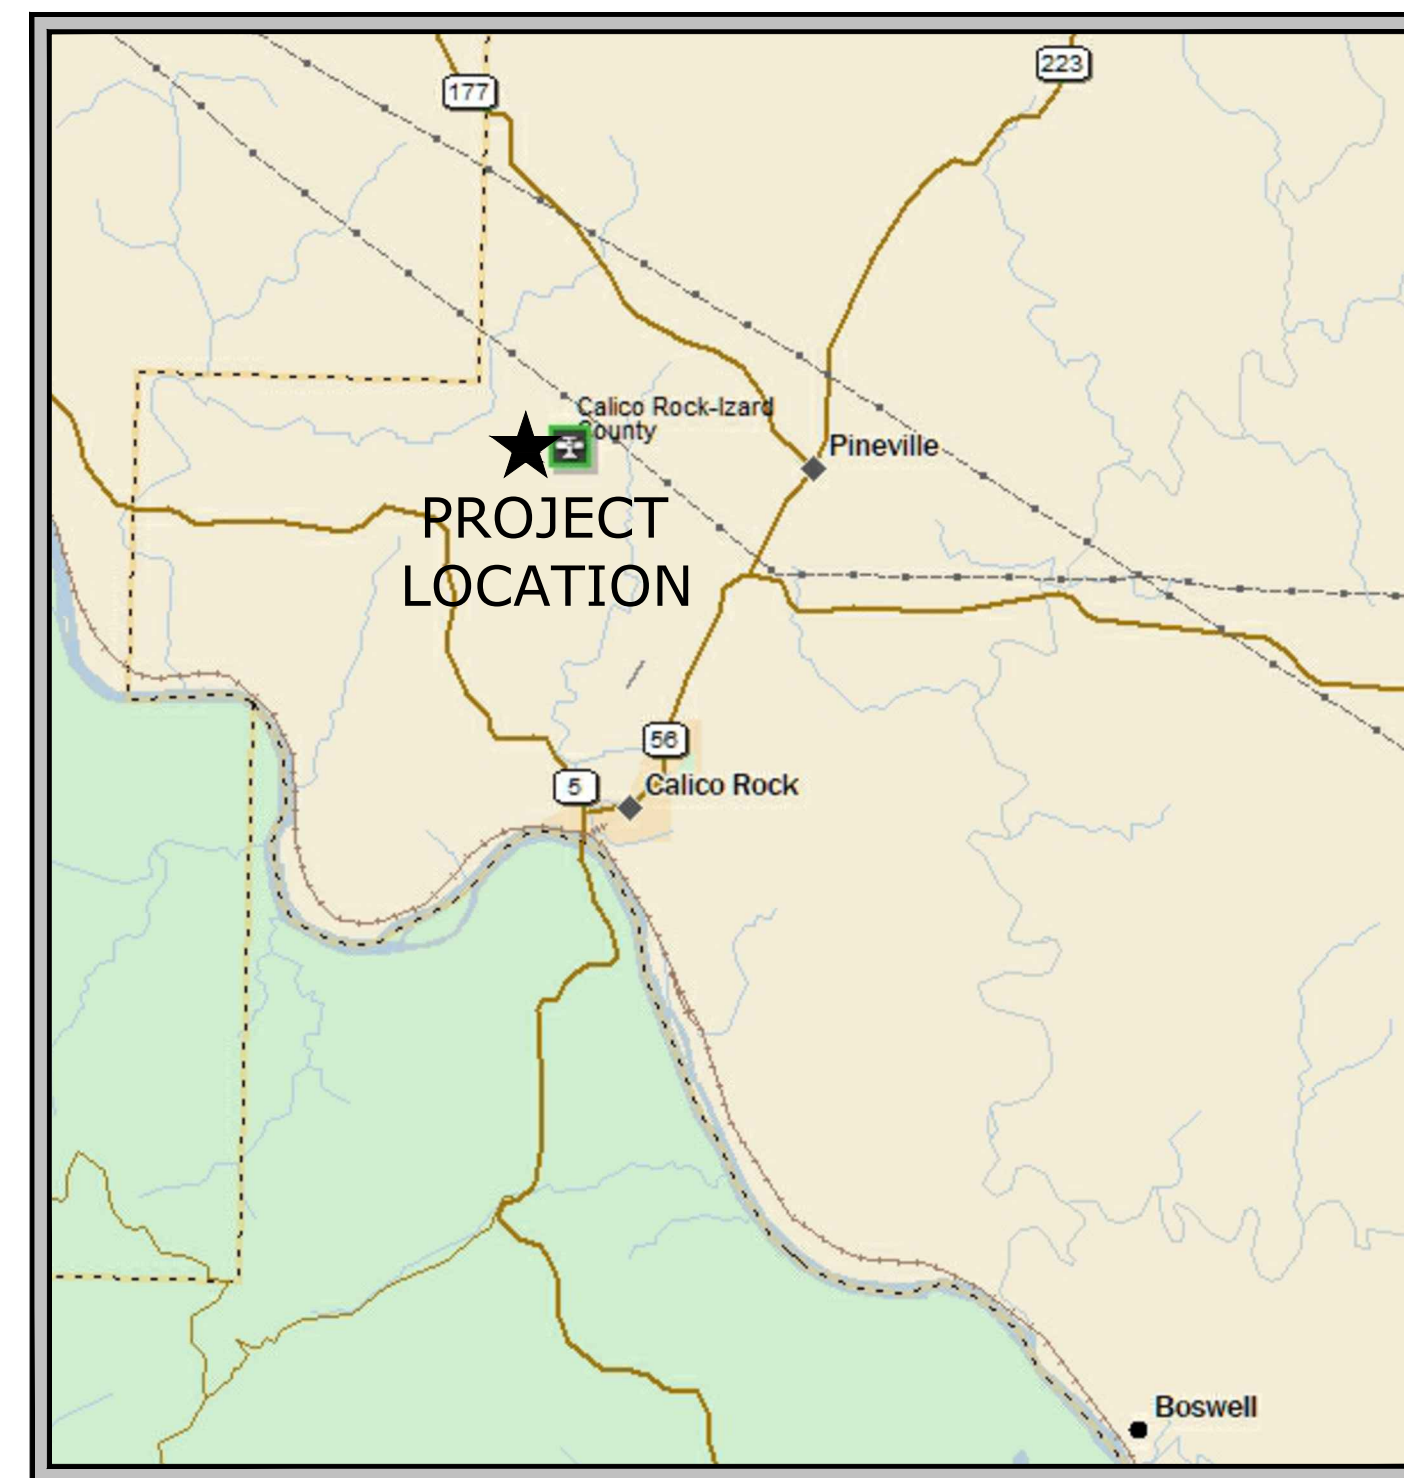 223
177
Calico Rock-Izard
County
Pineville
PROJECT
LOCATION
56
5
Calico Rock
Boswell